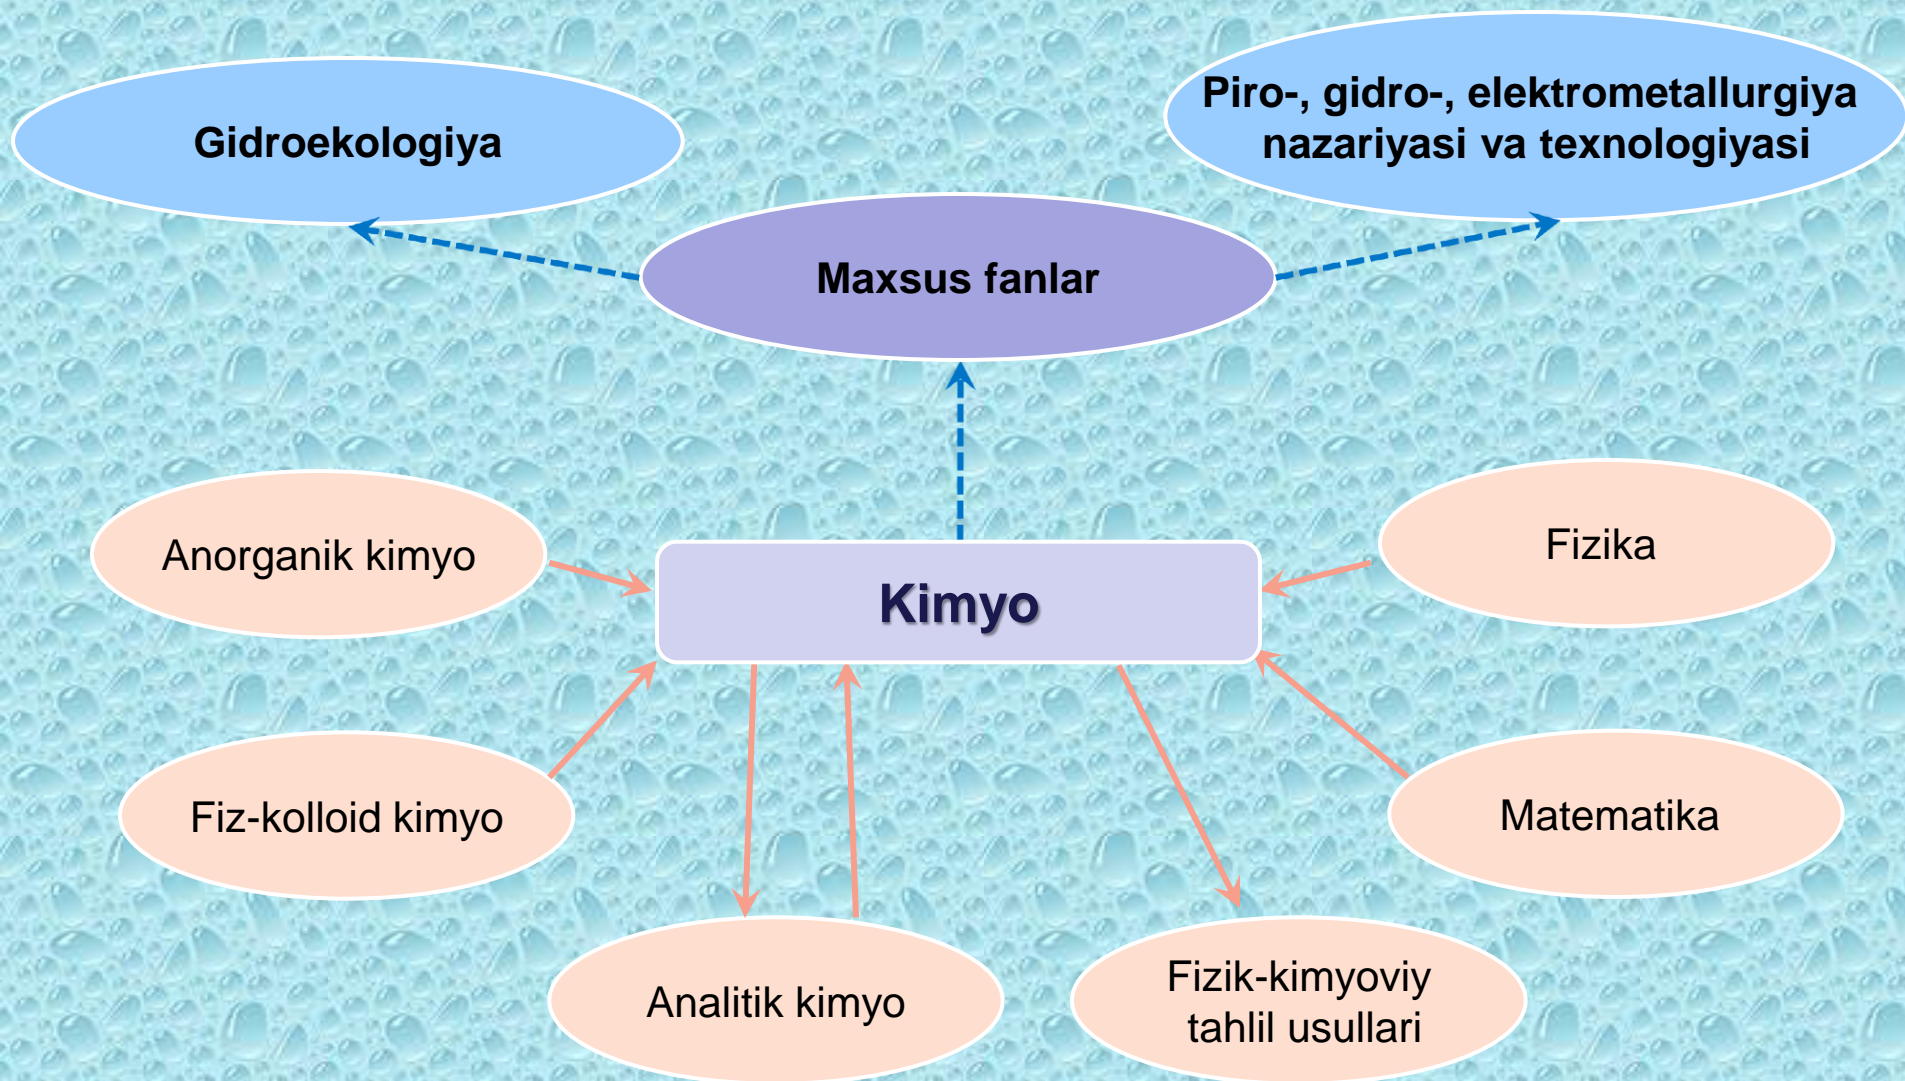 Gidroekologiya
Piro-, gidro-, elektrometallurgiya
nazariyasi va texnologiyasi
Maxsus fanlar
Anorganik kimyo
Kimyo
Fizika
Fiz-kolloid kimyo
Matematika
Analitik kimyo
Fizik-kimyoviy
tahlil usullari